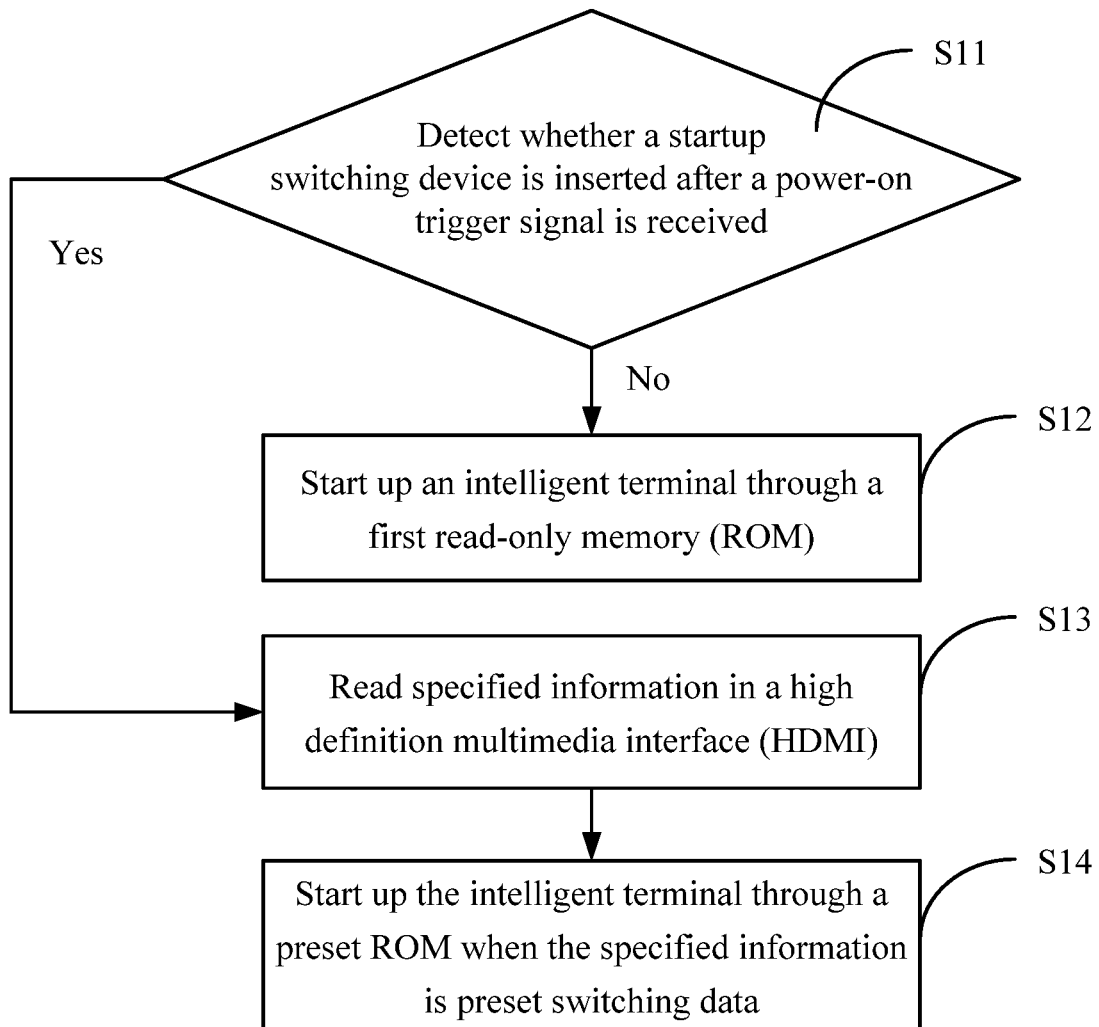 S11
Detect whether a startup
switching device is inserted after a power-on
trigger signal is received
Yes
No
S12
Start up an intelligent terminal through a
first read-only memory (ROM)
S13
Read specified information in a high
definition multimedia interface (HDMI)
S14
Start up the intelligent terminal through a
preset ROM when the specified information
is preset switching data